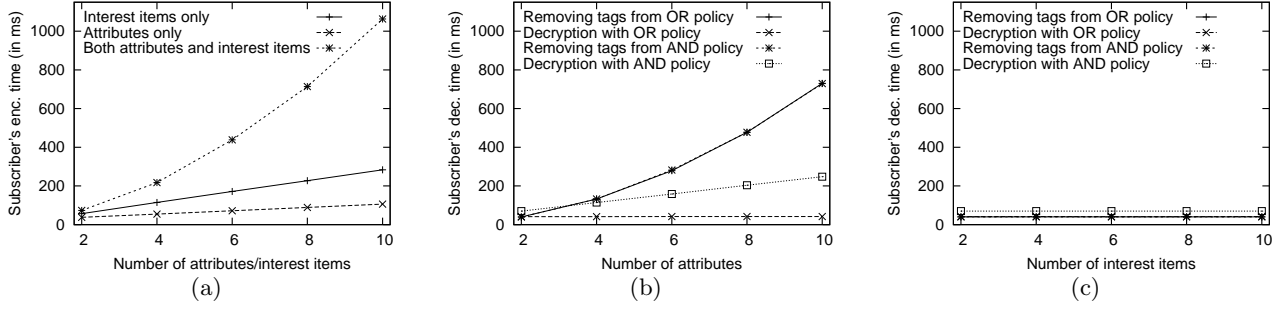 Subscriber's enc. time (in ms)
1000
800
600
400
200
0
Interest items only
Attributes only
Both attributes and interest items
2 4 6 8 10
Number of attributes/interest items
(a)
Subscriber's dec. time (in ms)
1000
800
600
400
200
0
Removing tags from OR policy
Decryption with OR policy
Removing tags from AND policy
Decryption with AND policy
2 4 6 8 10
Number of attributes
(b)
Subscriber's dec. time (in ms)
1000
800
600
400
200
0
Removing tags from OR policy
Decryption with OR policy
Removing tags from AND policy
Decryption with AND policy
2 4 6 8 10
Number of interest items
(c)